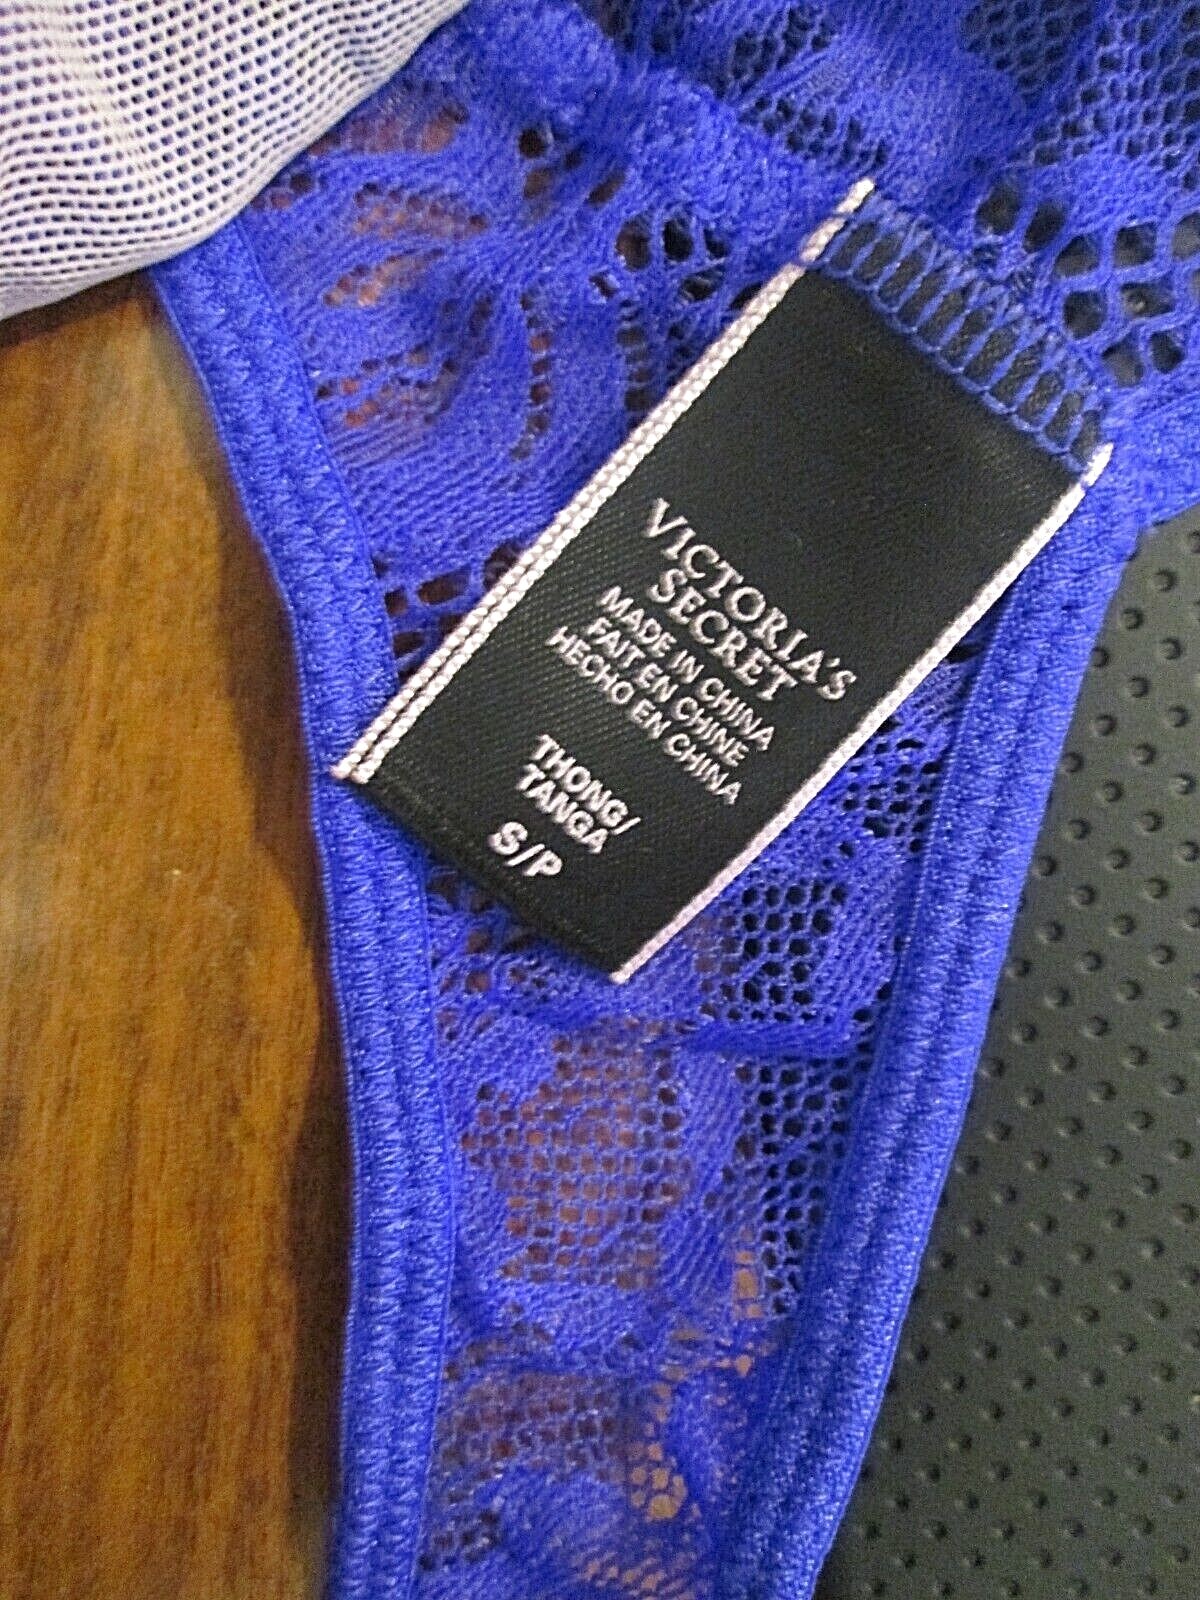 VICTORIA'S
SECRET
MADE IN CHINA
FAIT EN CHINE
HECHO EN CHINA
THONG/
TANGA
S/P